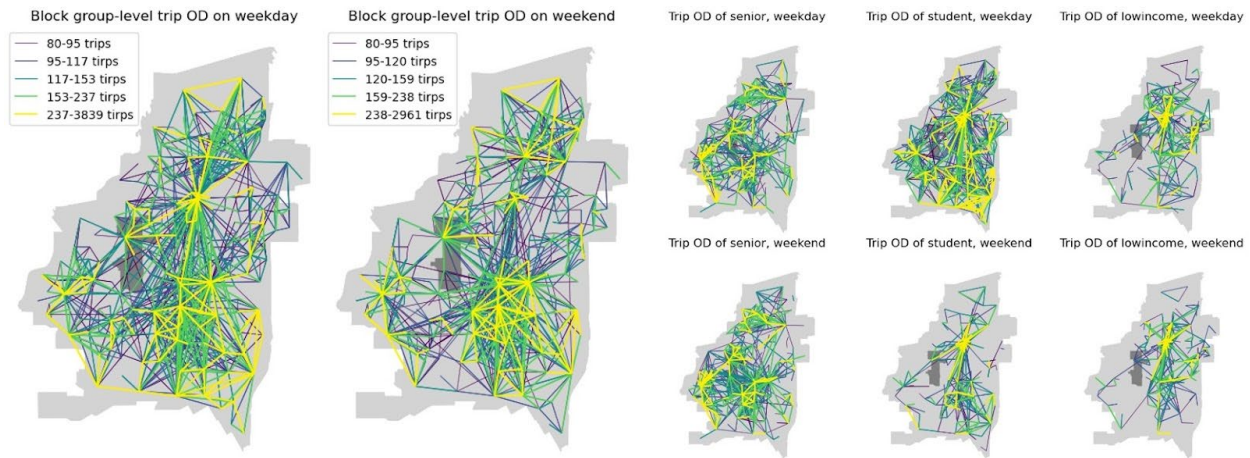 Block group-level trip OD on weekday
80-95 trips
95-117 tirps
117-153 tirps
153-237 tirps
237-3839 tirps
Block group-level trip OD on weekend
80-95 trips
95-120 tirps
120-159 tirps
159-238 tirps
238-2961 tirps
Trip OD of senior, weekday
Trip OD of student, weekday
Trip OD of lowincome, weekday
Trip OD of senior, weekend
Trip OD of student, weekend
Trip OD of lowincome, weekend